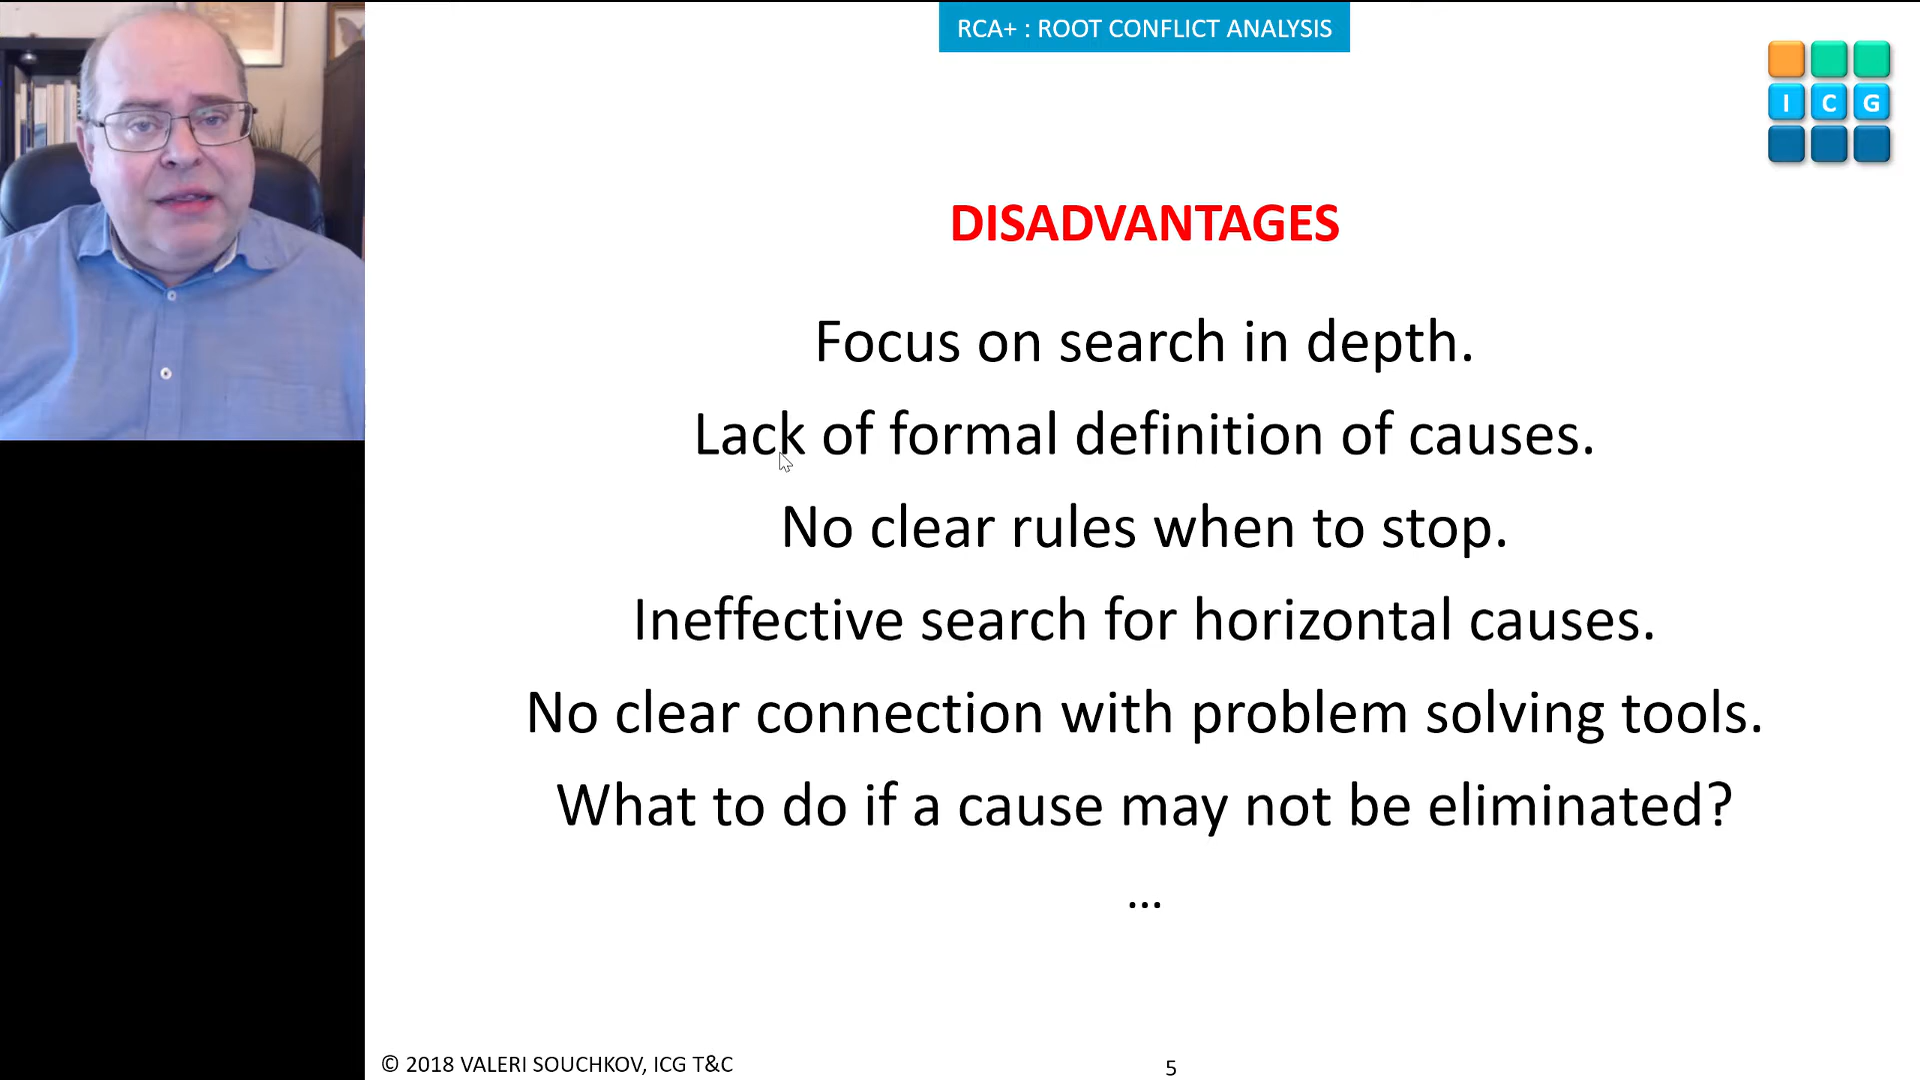 RCA+ : ROOT CONFLICT ANALYSIS
I C G
DISADVANTAGES
Focus on search in depth.
Lack of formal definition of causes.
No clear rules when to stop.
Ineffective search for horizontal causes.
No clear connection with problem solving tools.
What to do if a cause may not be eliminated?
...
© 2018 VALERI SOUCHKOV, ICG T&C
5